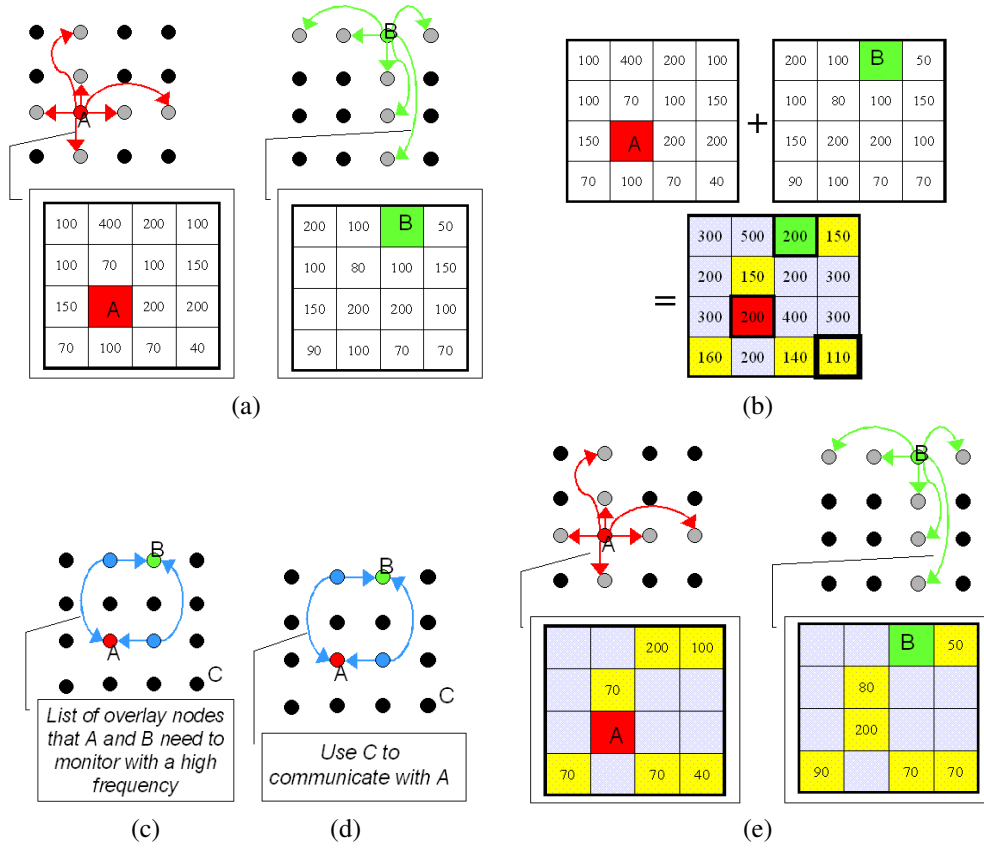 A
B
100 400 200 100
100 70 100 150
150 A 200 200
70 100 70 40
200 100 B 50
100 80 100 150
150 200 200 100
90 100 70 70
(a)
100 400 200 100
100 70 100 150
150 A 200 200
70 100 70 40
+
200 100 B 50
100 80 100 150
150 200 200 100
90 100 70 70
=
300 500 200 150
200 150 200 300
300 200 400 300
160 200 140 110
(b)
B
A
C
List of overlay nodes
that A and B need to
monitor with a high
frequency
(c)
B
A
C
Use C to
communicate with A
(d)
A
B
200 100
70
A
70 70 40
B 50
80
200
90 70 70
(e)